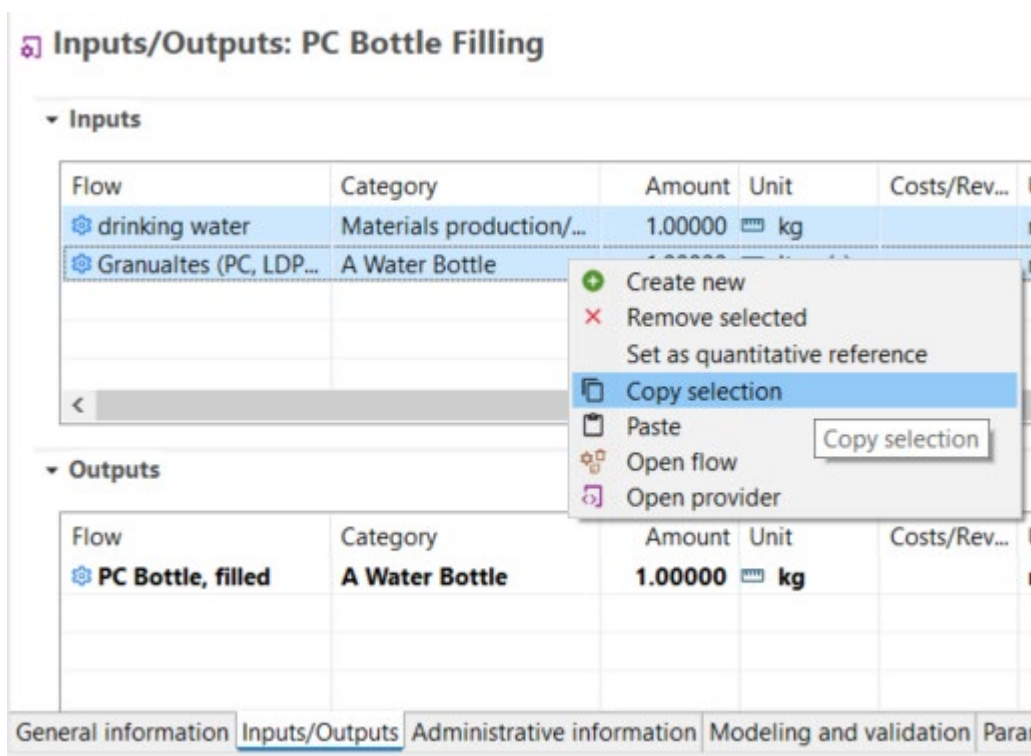 Inputs/Outputs: PC Bottle Filling
Inputs
Flow Category Amount Unit Costs/Rev...
drinking water Materials production/... 1.00000 kg
Granualtes (PC, LDP... A Water Bottle
Create new
Remove selected
Set as quantitative reference
Copy selection
Paste
Copy selection
Open flow
Open provider
Outputs
Flow Category Amount Unit Costs/Rev...
PC Bottle, filled A Water Bottle 1.00000 kg
General information Inputs/Outputs Administrative information Modeling and validation Para